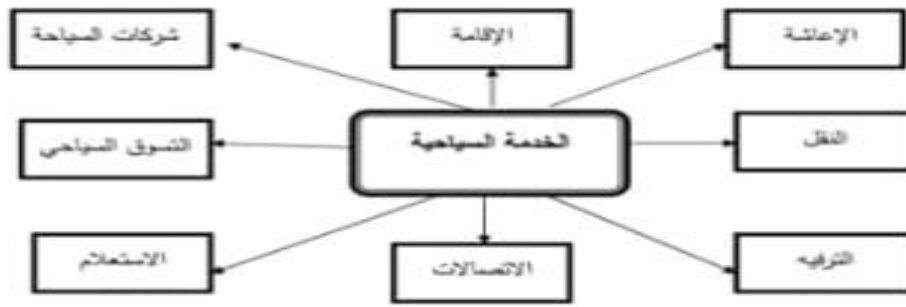 الإعاشة
الإقامة
شركات السياحة
النقل
الخدمة السياحية
التسوق السياحي
الترفيه
الاتصالات
الاستعلام